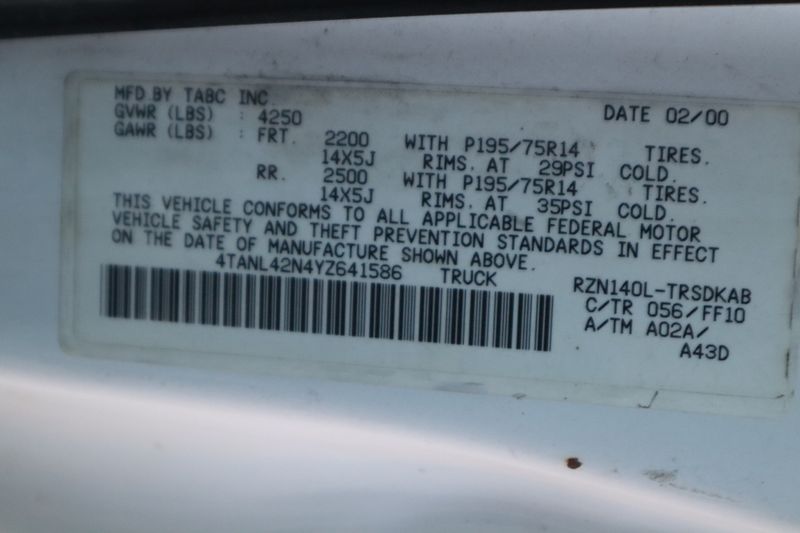 MFD BY TABC INC. DATE 02/00
GVWR (LBS) : 4250
GAWR (LBS) : FRT. 2200 WITH P195/75R14 TIRES.
14X5J RIMS. AT 29PSI COLD.
RR. 2500 WITH P195/75R14 TIRES.
14X5J RIMS. AT 35PSI COLD.
THIS VEHICLE CONFORMS TO ALL APPLICABLE FEDERAL MOTOR
VEHICLE SAFETY AND THEFT PREVENTION STANDARDS IN EFFECT
ON THE DATE OF MANUFACTURE SHOWN ABOVE.
4TANL42N4YZ641586 TRUCK RZN140L-TRSDKAB
C/TR 056/FF10
A/TM A02A/
A43D